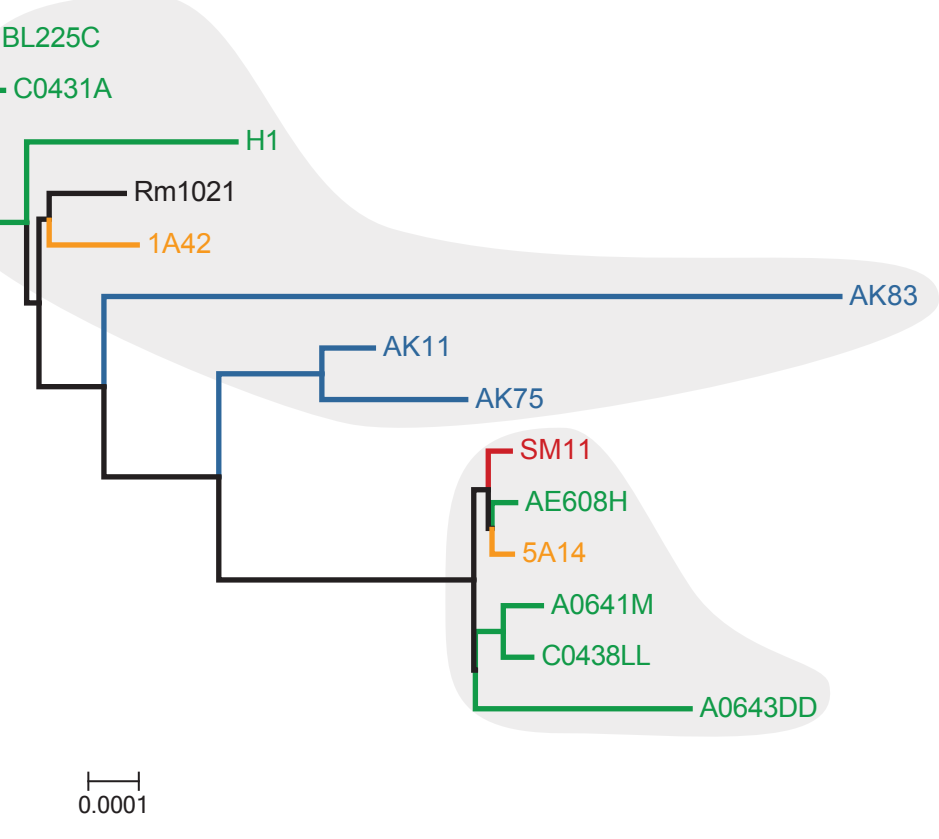 BL225C
C0431A
H1
Rm1021
1A42
AK83
AK11
AK75
SM11
AE608H
5A14
A0641M
C0438LL
A0643DD
0.0001